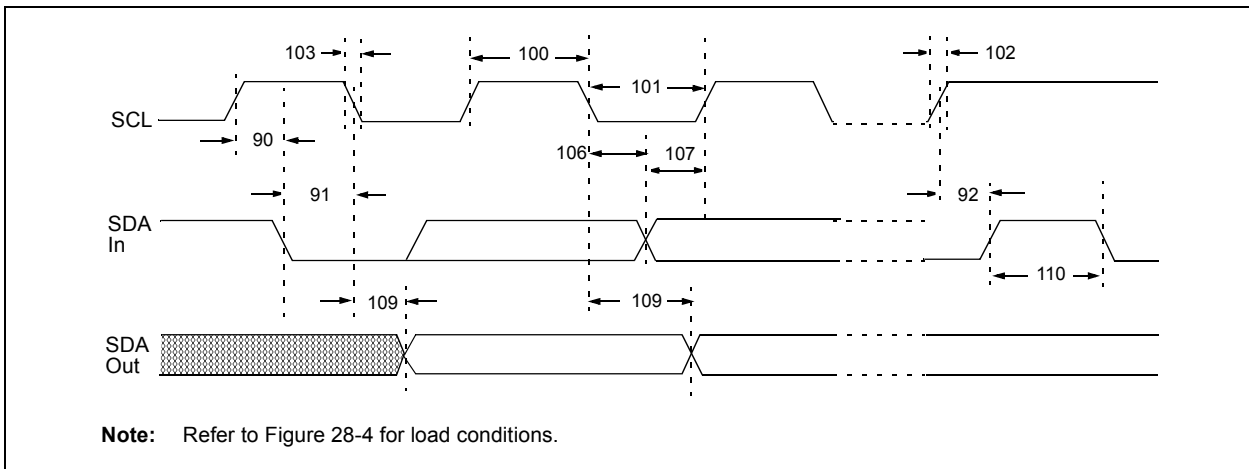 103
100
102
101
SCL
90
106
107
91
92
SDA
In
110
109
109
SDA
Out
Note: Refer to Figure 28-4 for load conditions.